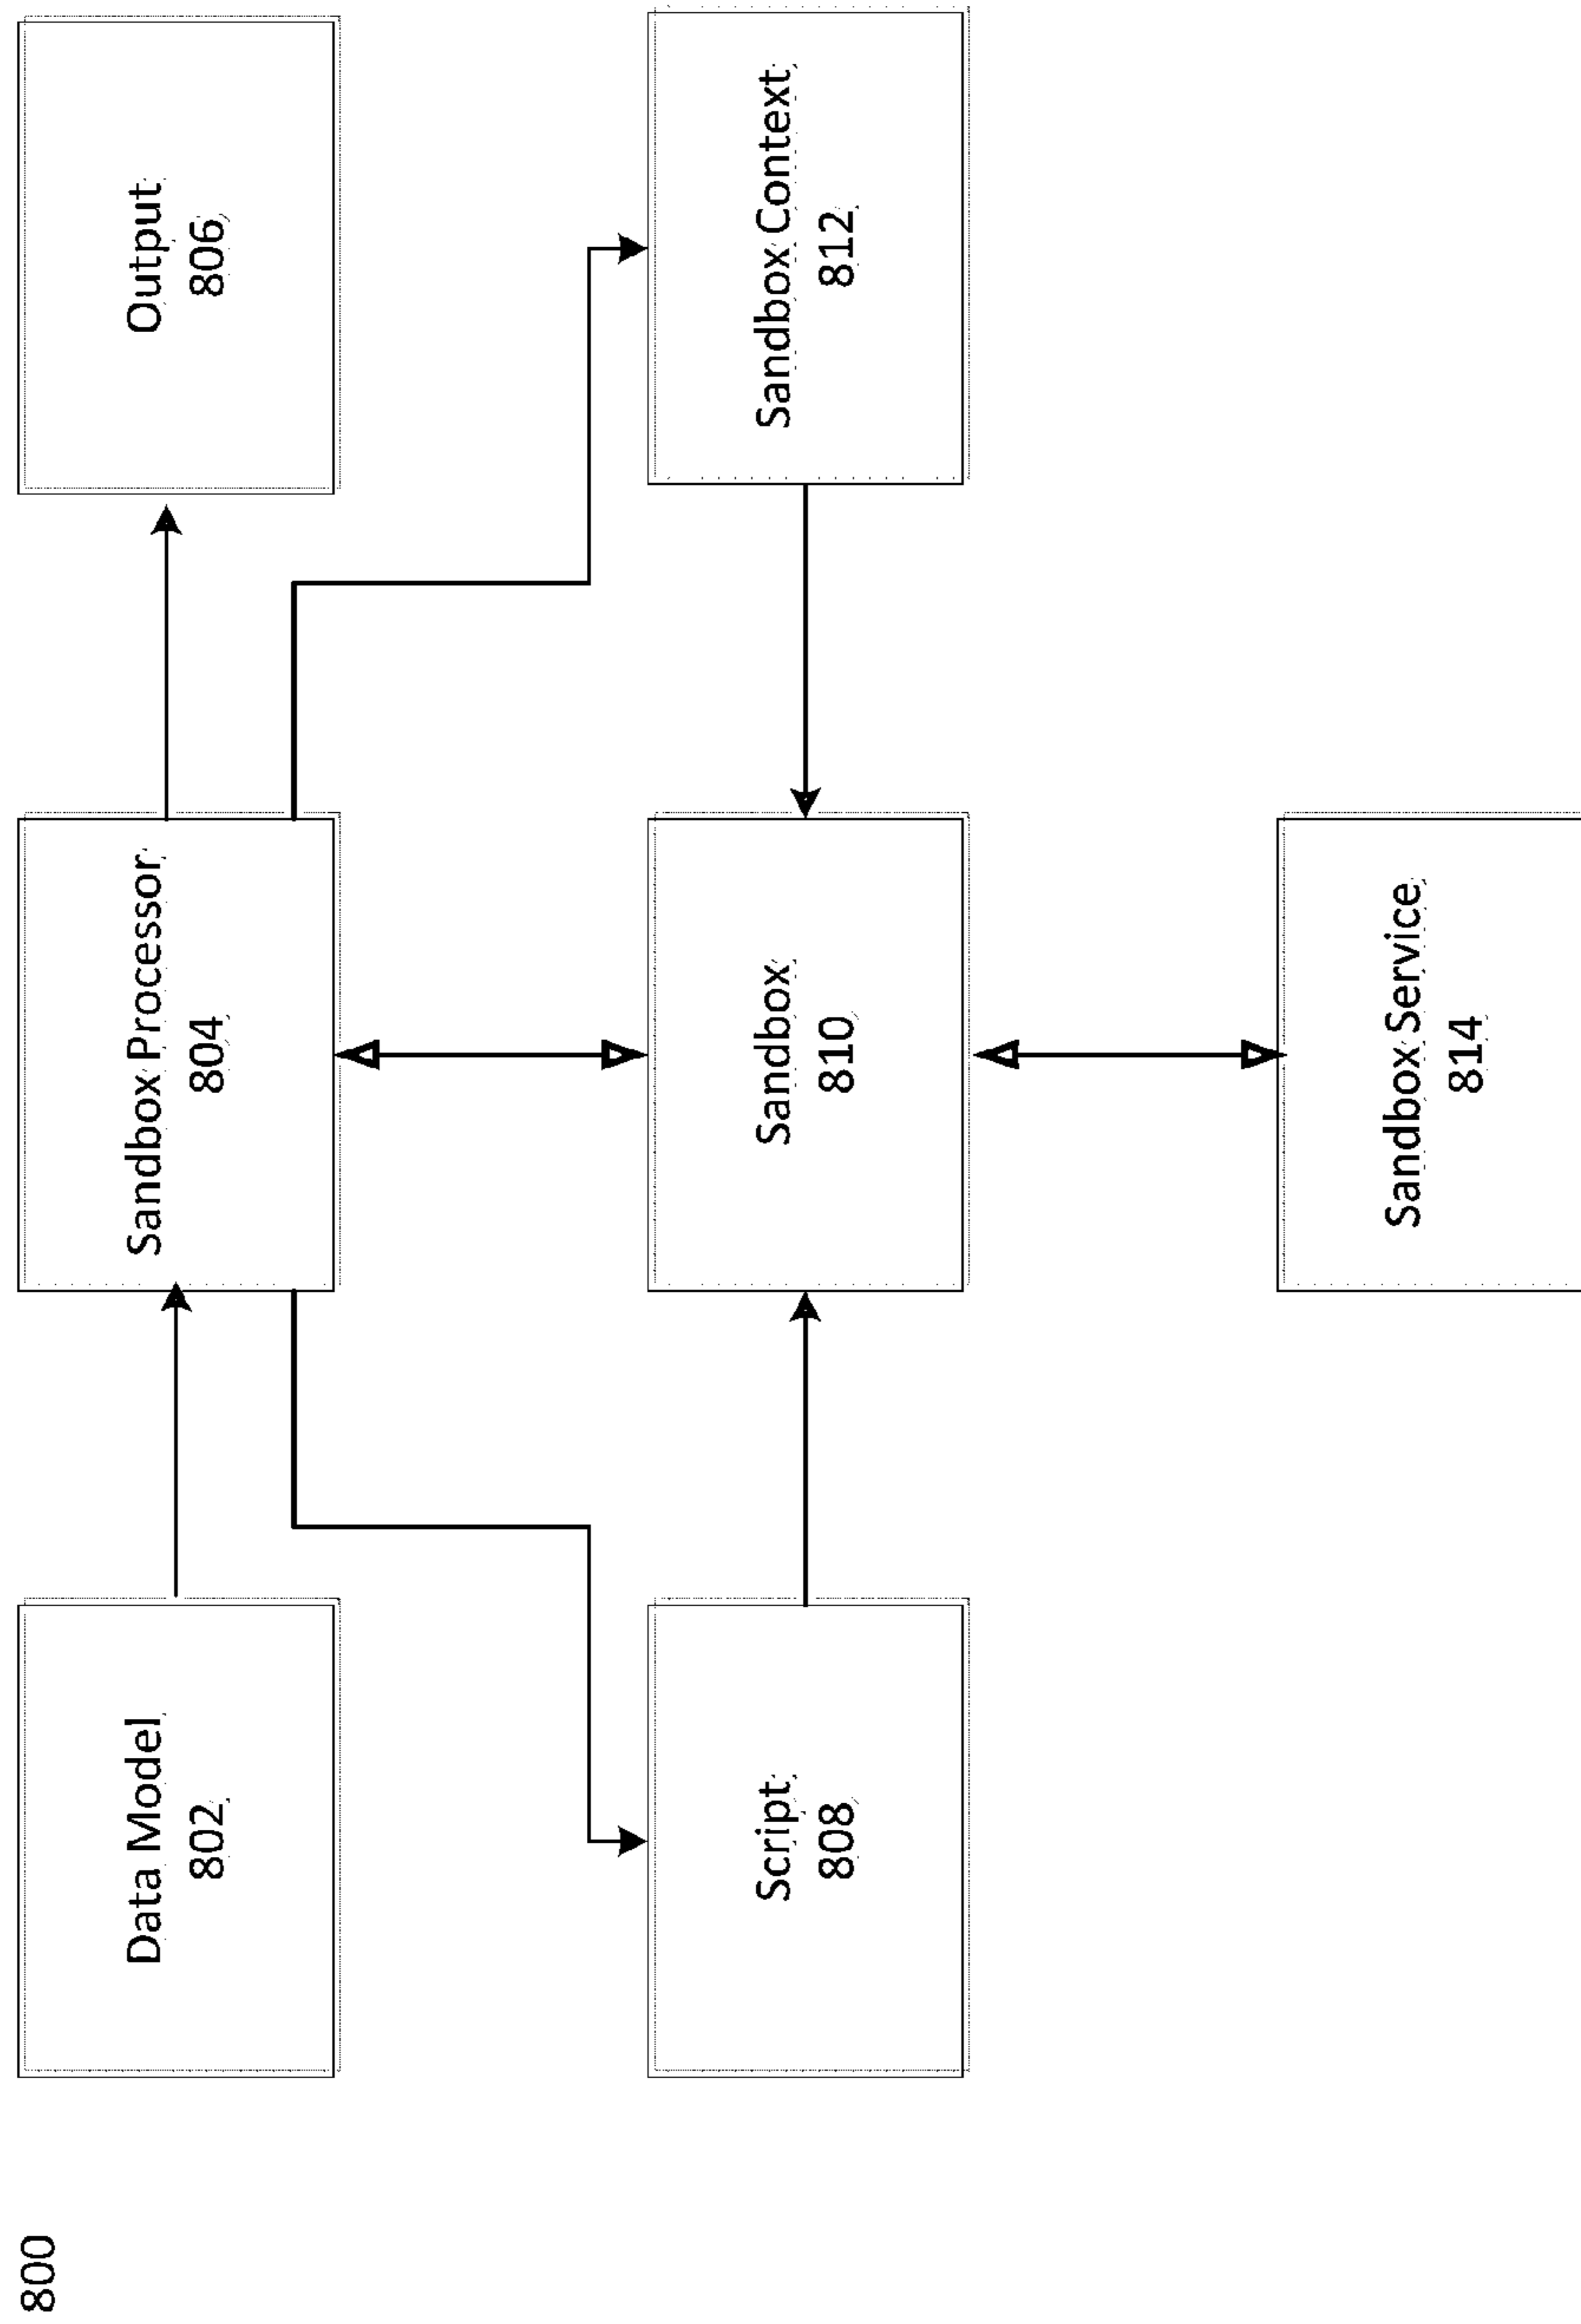 800
Data Model
802
Sandbox Processor
804
Output
806
Script
808
Sandbox
810
Sandbox Context
812
Sandbox Service
814